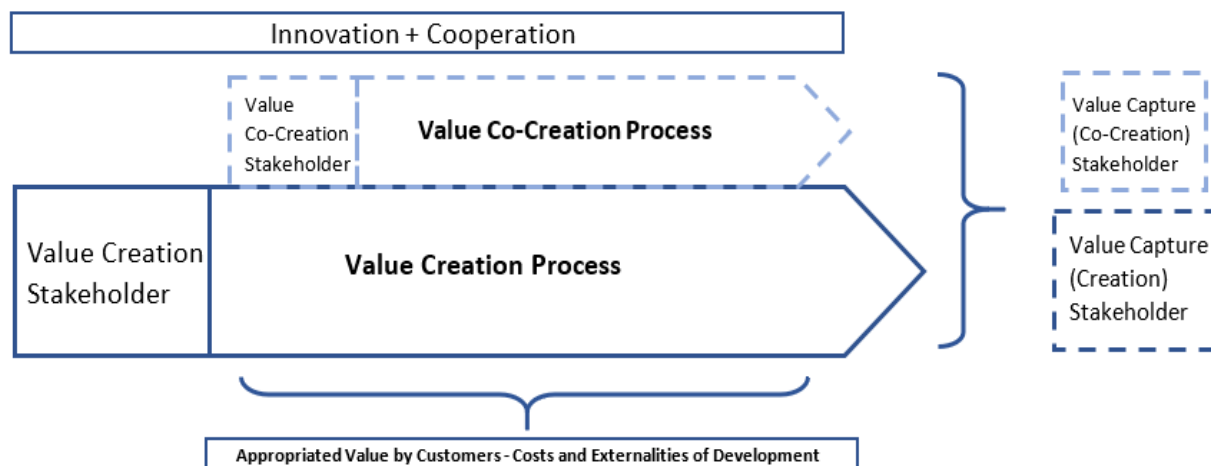 Innovation + Cooperation
Value
Co-Creation
Stakeholder
Value Co-Creation Process
Value Capture
(Co-Creation)
Stakeholder
Value Creation
Stakeholder
Value Creation Process
Value Capture
(Creation)
Stakeholder
Appropriated Value by Customers - Costs and Externalities of Development